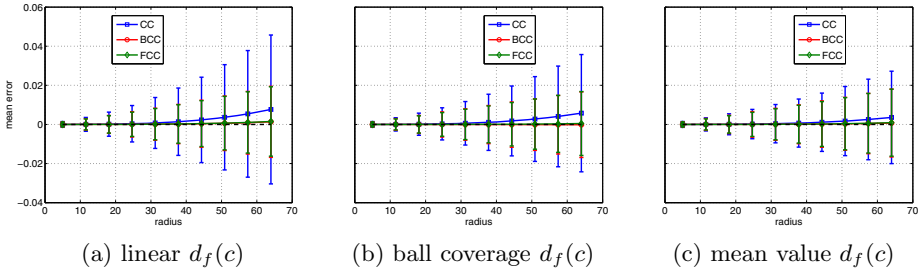 0.06
0.04
0.02
0
−0.02
−0.04
mean error
CC
BCC
FCC
0 10 20 30 40 50 60 70
radius
(a) linear d_f(c)
CC
BCC
FCC
0 10 20 30 40 50 60 70
radius
(b) ball coverage d_f(c)
CC
BCC
FCC
0 10 20 30 40 50 60 70
radius
(c) mean value d_f(c)